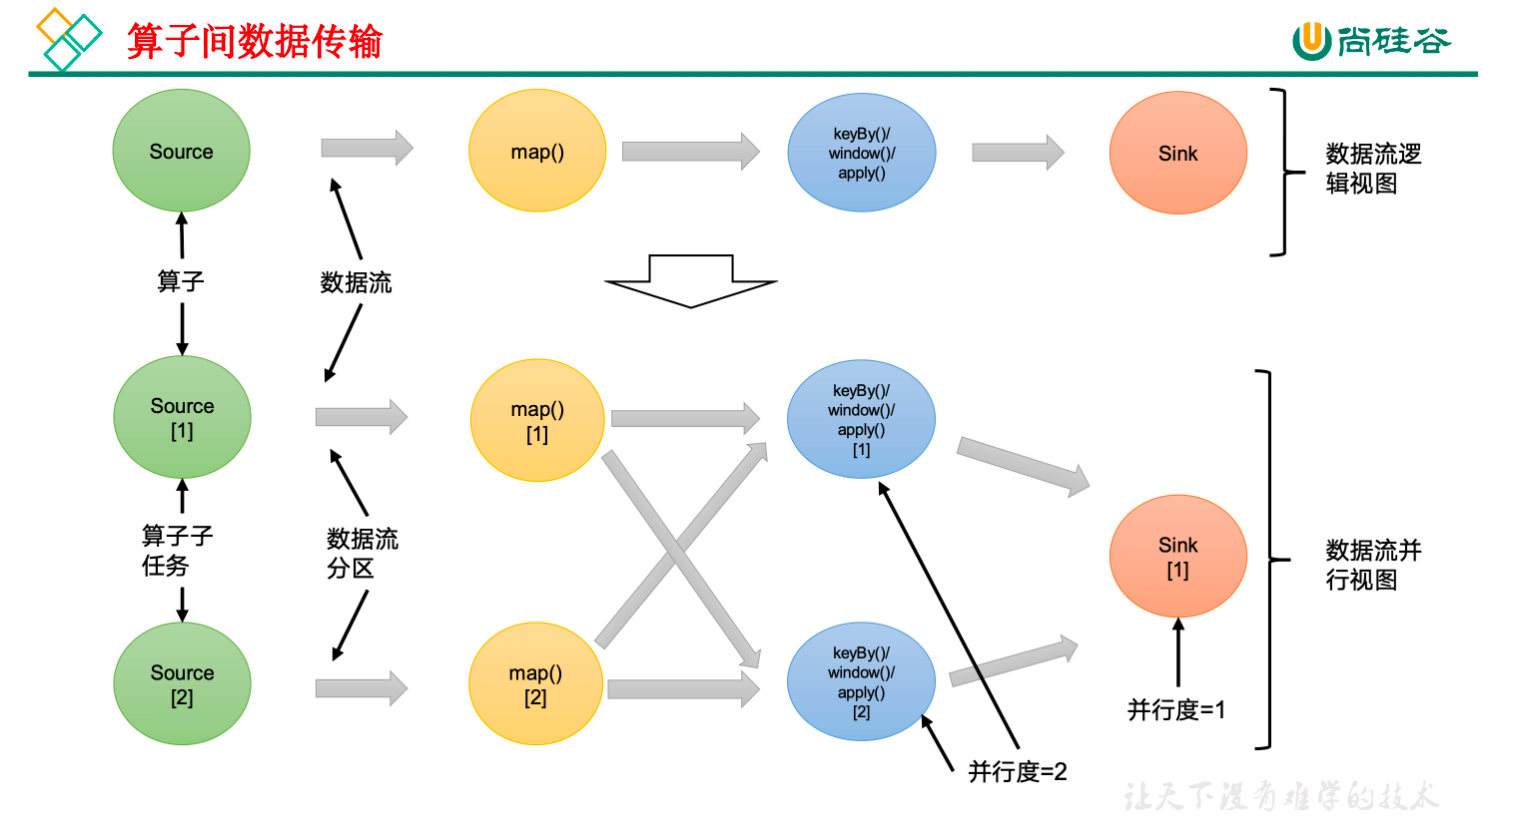 算子间数据传输
尚硅谷
Source
map()
keyBy()/
window()/
apply()
Sink
数据流逻
辑视图
算子
数据流
Source
[1]
map()
[1]
keyBy()/
window()/
apply()
[1]
算子子
任务
数据流
分区
Sink
[1]
数据流并
行视图
Source
[2]
map()
[2]
keyBy()/
window()/
apply()
[2]
并行度=1
并行度=2
让天下没有难学的技术